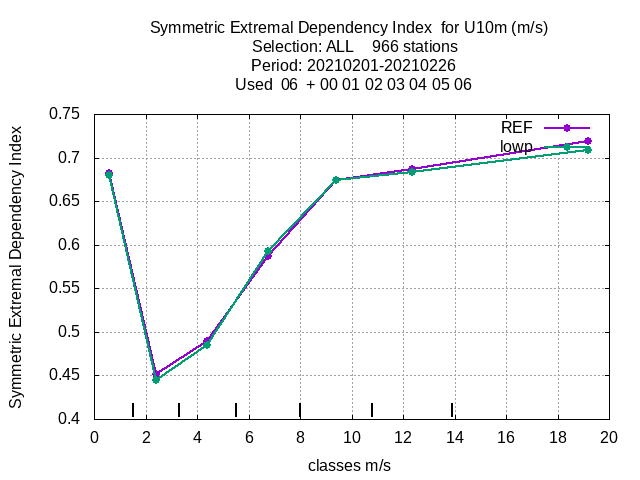 Symmetric Extremal Dependency Index  for U10m (m/s)
Selection: ALL    966 stations
Period: 20210201-20210226
Used  06  + 00 01 02 03 04 05 06
Symmetric Extremal Dependency Index
0.75
0.7
0.65
0.6
0.55
0.5
0.45
0.4
REF
lowp
0 2 4 6 8 10 12 14 16 18 20
classes m/s